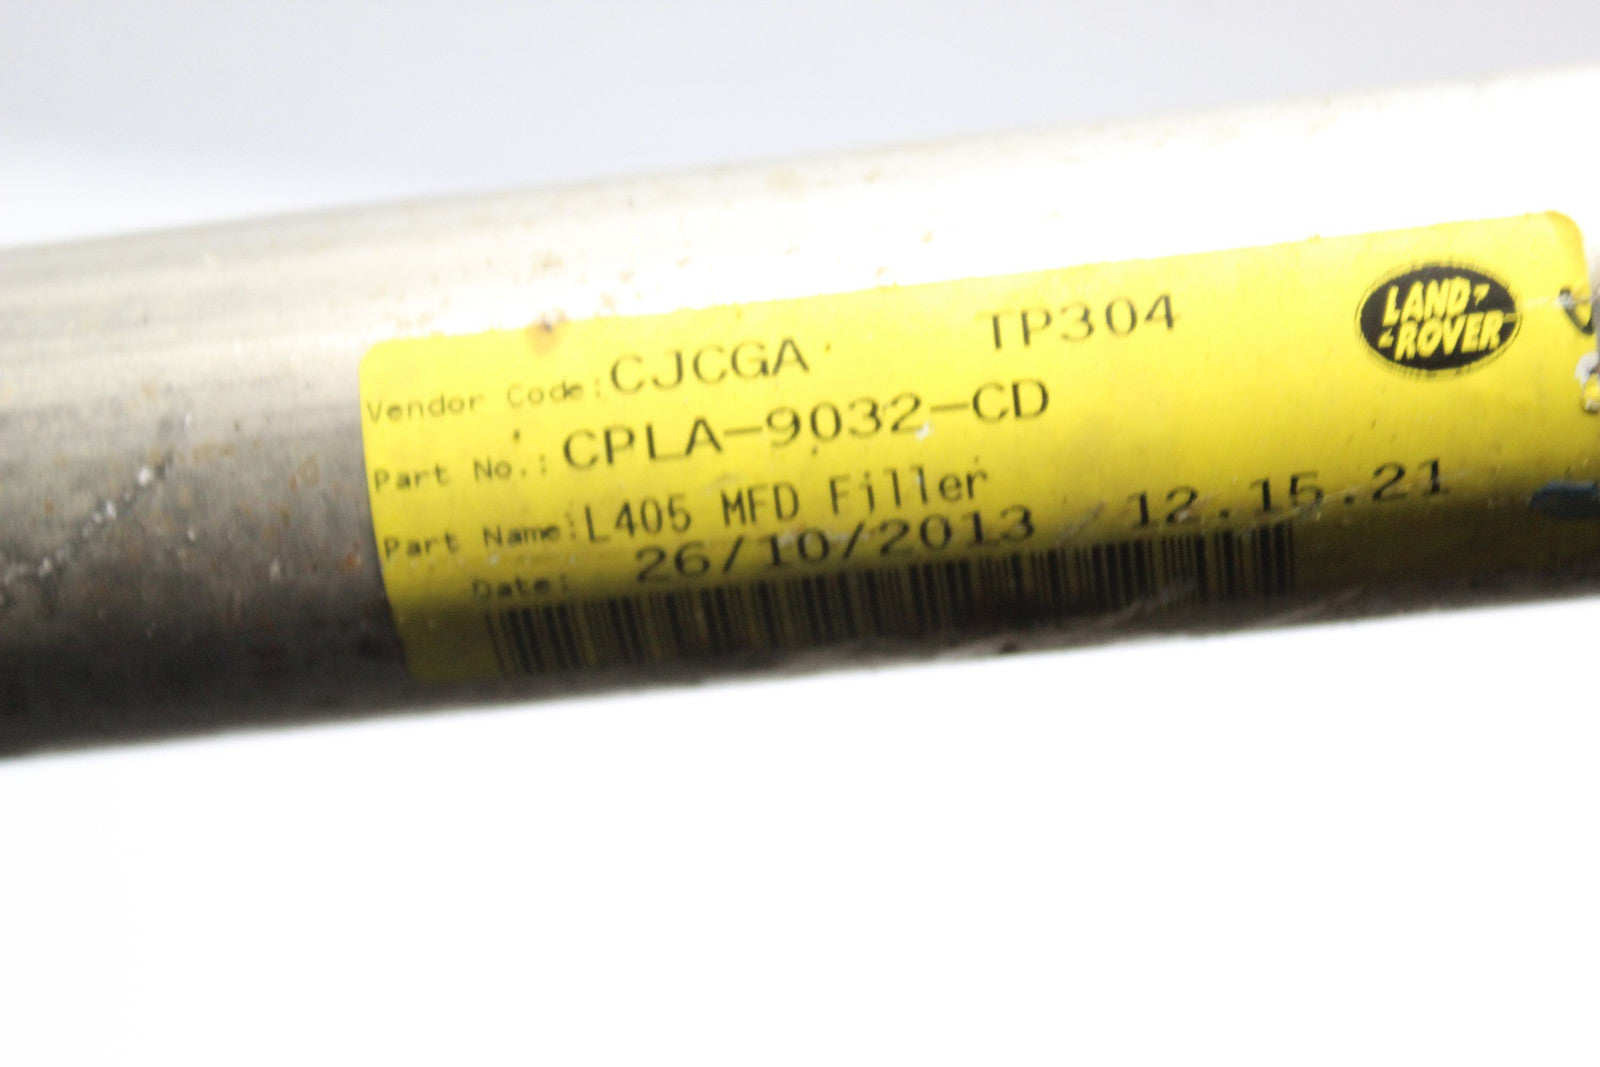 Vendor Code: CJCGA TP304
Part No.: CPLA-9032-CD
Part Name: L405 MFD Filler
Date: 26/10/2013 12.15.21
LAND
ROVER